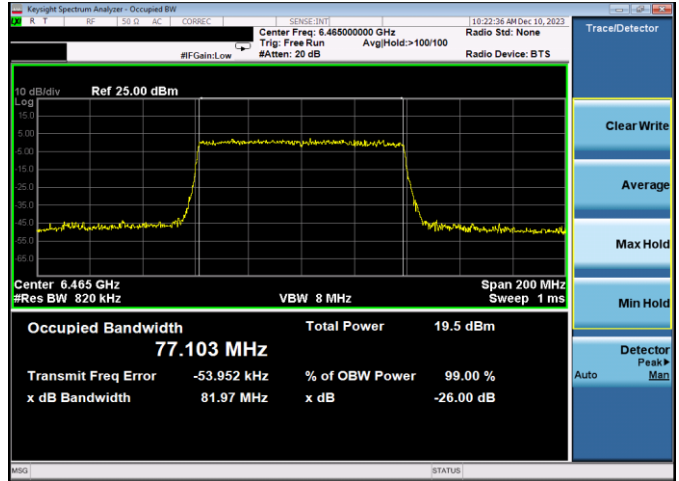 Keysight Spectrum Analyzer - Occupied BW
R T RF 50 Ω AC CORREC SENSE:INT 10:22:36 AM Dec 10, 2023
Center Freq: 6.465000000 GHz Radio Std: None
Trig: Free Run Avg|Hold:>100/100
#IFGain:Low #Atten: 20 dB Radio Device: BTS
Trace/Detector
10 dB/div Ref 25.00 dBm
Log
15.0
5.00
-5.00
-15.0
-25.0
-35.0
-45.0
-55.0
-65.0
Center 6.465 GHz Span 200 MHz
#Res BW 820 kHz VBW 8 MHz Sweep 1 ms
Occupied Bandwidth Total Power 19.5 dBm
77.103 MHz
Transmit Freq Error -53.952 kHz % of OBW Power 99.00 %
x dB Bandwidth 81.97 MHz x dB -26.00 dB
Clear Write
Average
Max Hold
Min Hold
Detector
Peak▶
Auto Man
MSG STATUS